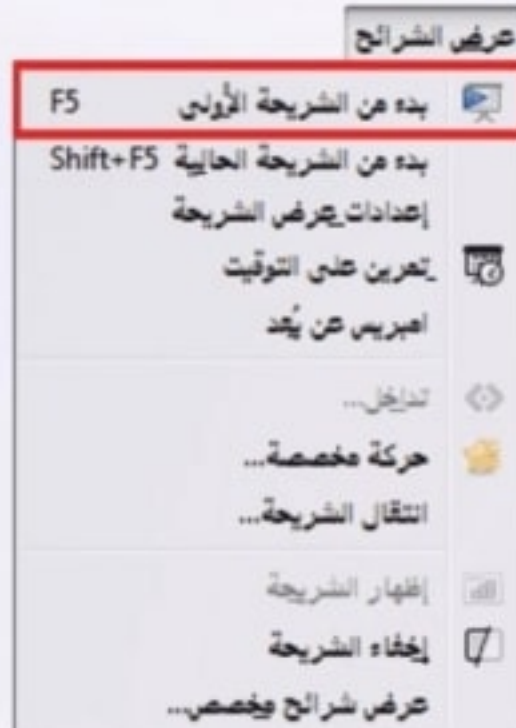 عرض الشرائح
بدء من الشريحة الأولى F5
بدء من الشريحة الحالية Shift+F5
إعدادات عرض الشريحة
تمرين على التوقيت
امبريس عن بُعد
تداخل...
حركة مخصصة...
انتقال الشريحة...
إظهار الشريحة
إخفاء الشريحة
عرض شرائح مخصص...